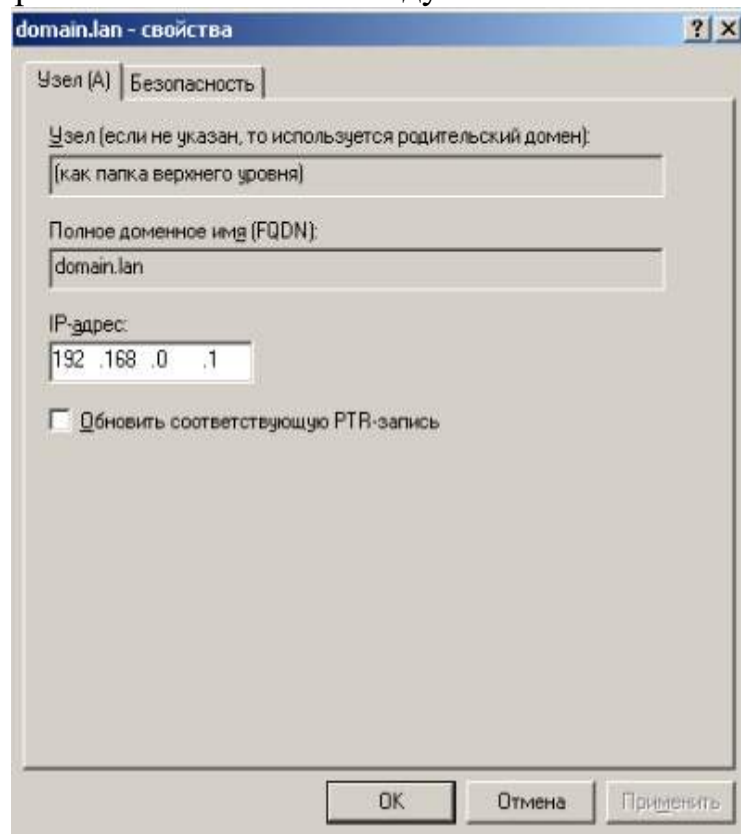 domain.lan - свойства
Узел (A) Безопасность
Узел (если не указан, то используется родительский домен):
(как папка верхнего уровня)
Полное доменное имя (FQDN):
domain.lan
IP-адрес:
192 .168 .0 .1
Обновить соответствующую PTR-запись
OK Отмена Применить